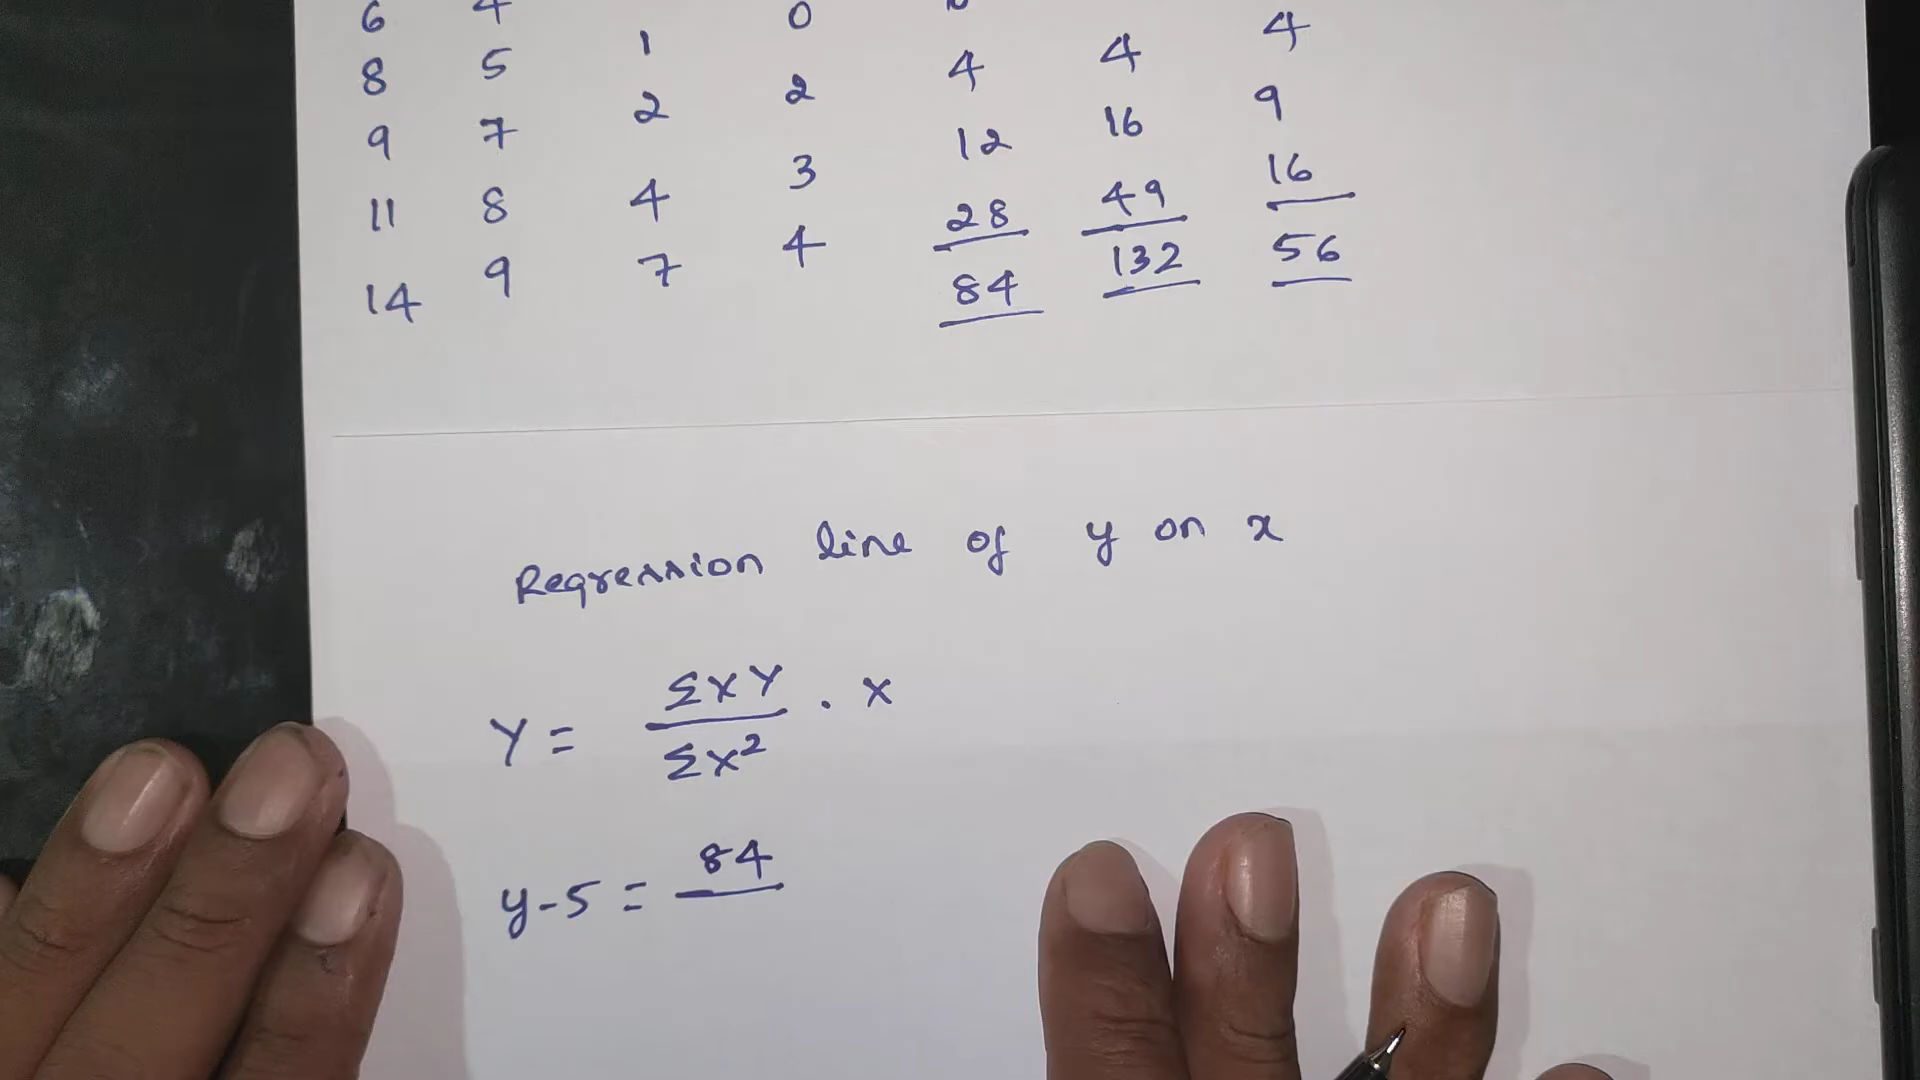 6 4 0
8 5 1 2 4 4 4
9 7 2 3 12 16 9
11 8 4 4 28 49 16
14 9 7 84 132 56
Regression line of y on x
Y = ΣXY / ΣX² . X
y-5 = 84